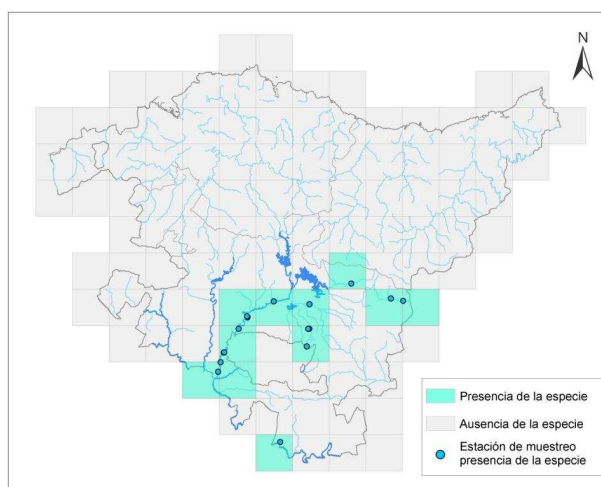 N
Presencia de la especie
Ausencia de la especie
Estación de muestreo
presencia de la especie